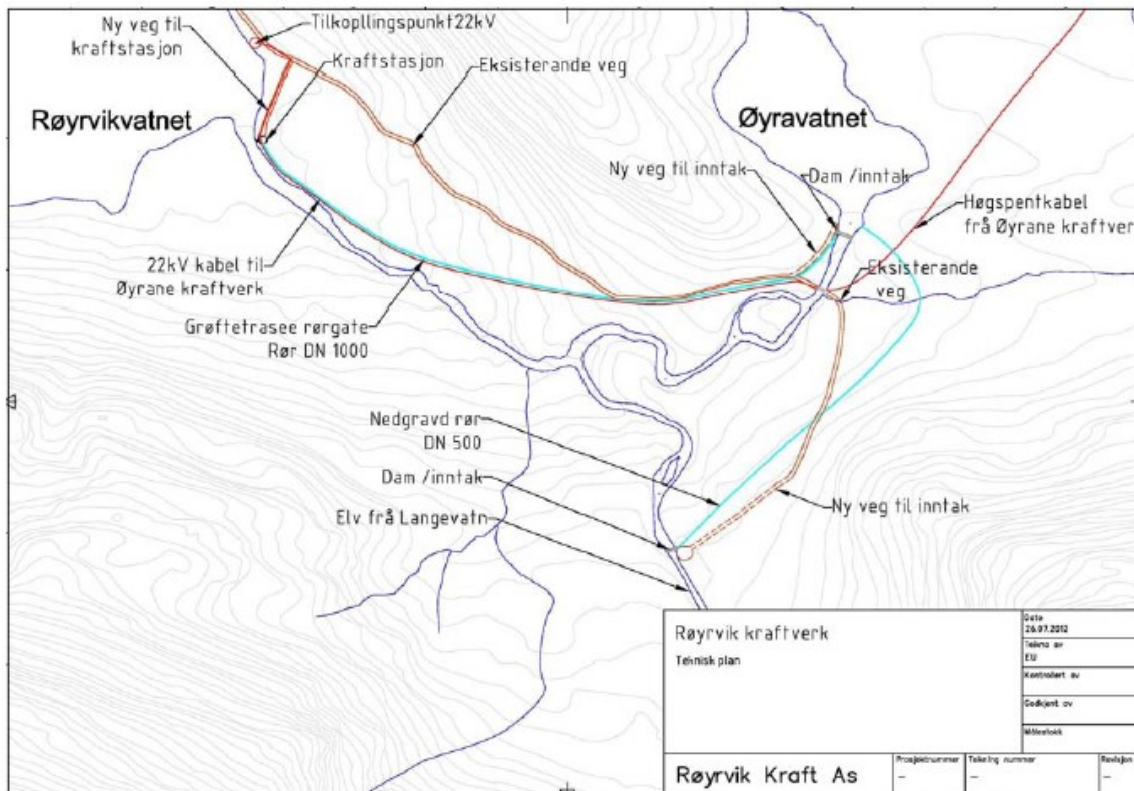 Ny veg til
kraftstasjon
Tilkopllingspunkt22kV
Kraftstasjon
Eksisterande veg
Røyrvikvatnet
Øyravatnet
Ny veg til inntak
Dam /inntak
Høgspentkabel
frå Øyrane kraftver
22kV kabel til
Øyrane kraftverk
Eksisterande
veg
Grøftetrasee rørgate
Rør DN 1000
Nedgravd rør
DN 500
Dam /inntak
Elv frå Langevatn
Ny veg til inntak
Røyrvik kraftverk
Teknisk plan
Dato
26.07.2012
Tekna av
Kontrollert av
Godkjent av
Målestokk
Røyrvik Kraft As
Prosjektnummer
–
Tekning nummer
–
Revisjon
–